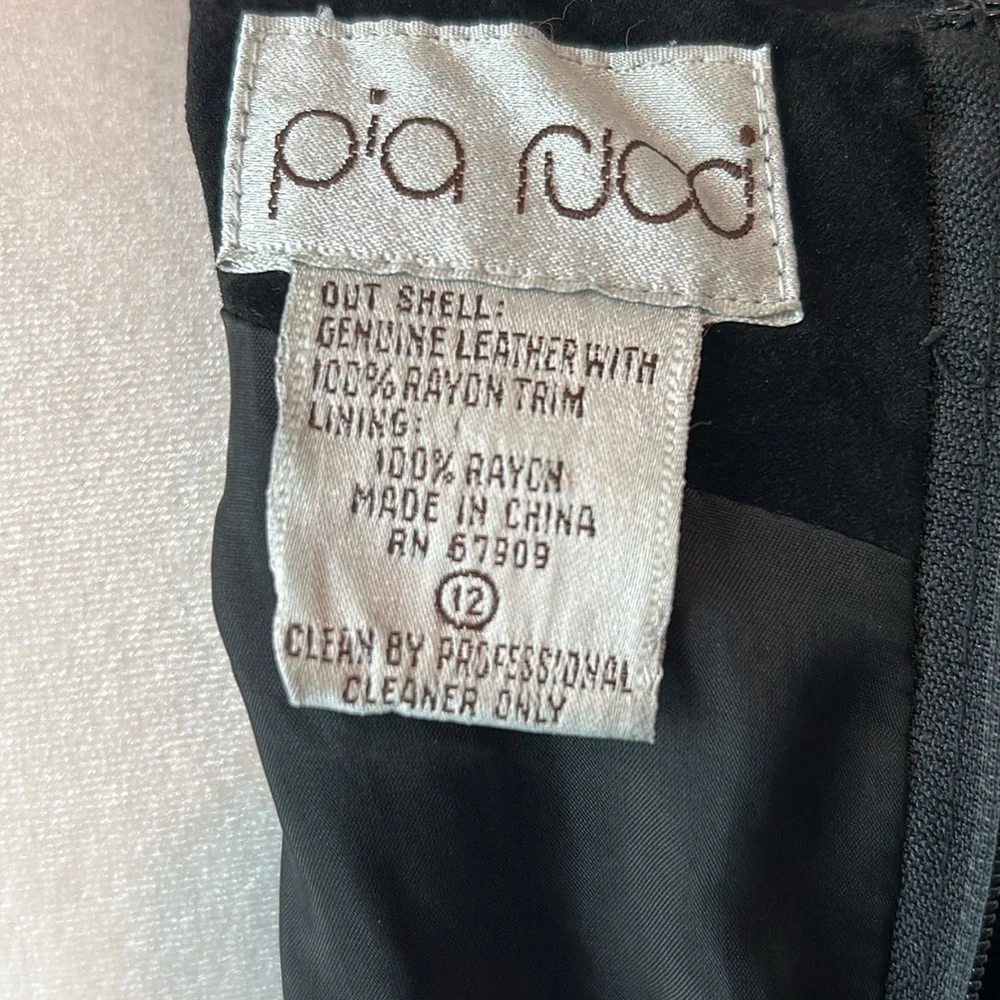 pia rucci
OUT SHELL:
GENUINE LEATHER WITH
100% RAYON TRIM
LINING:
100% RAYON
MADE IN CHINA
RN 67909
12
CLEAN BY PROFESSIONAL
CLEANER ONLY